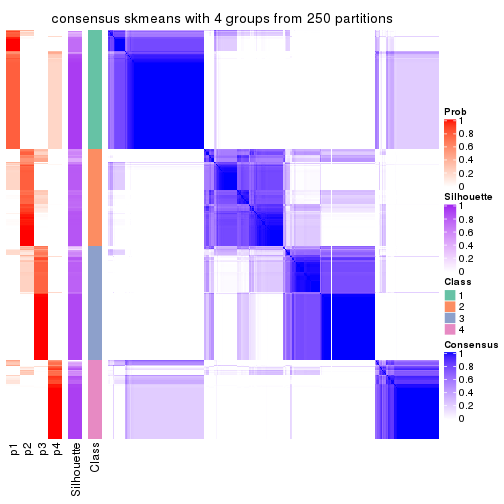 consensus skmeans with 4 groups from 250 partitions
Prob
1
0.8
0.6
0.4
0.2
0
Silhouette
1
0.8
0.6
0.4
0.2
0
Class
1
2
3
4
Consensus
1
0.8
0.6
0.4
0.2
0
p1
p2
p3
p4
Silhouette
Class